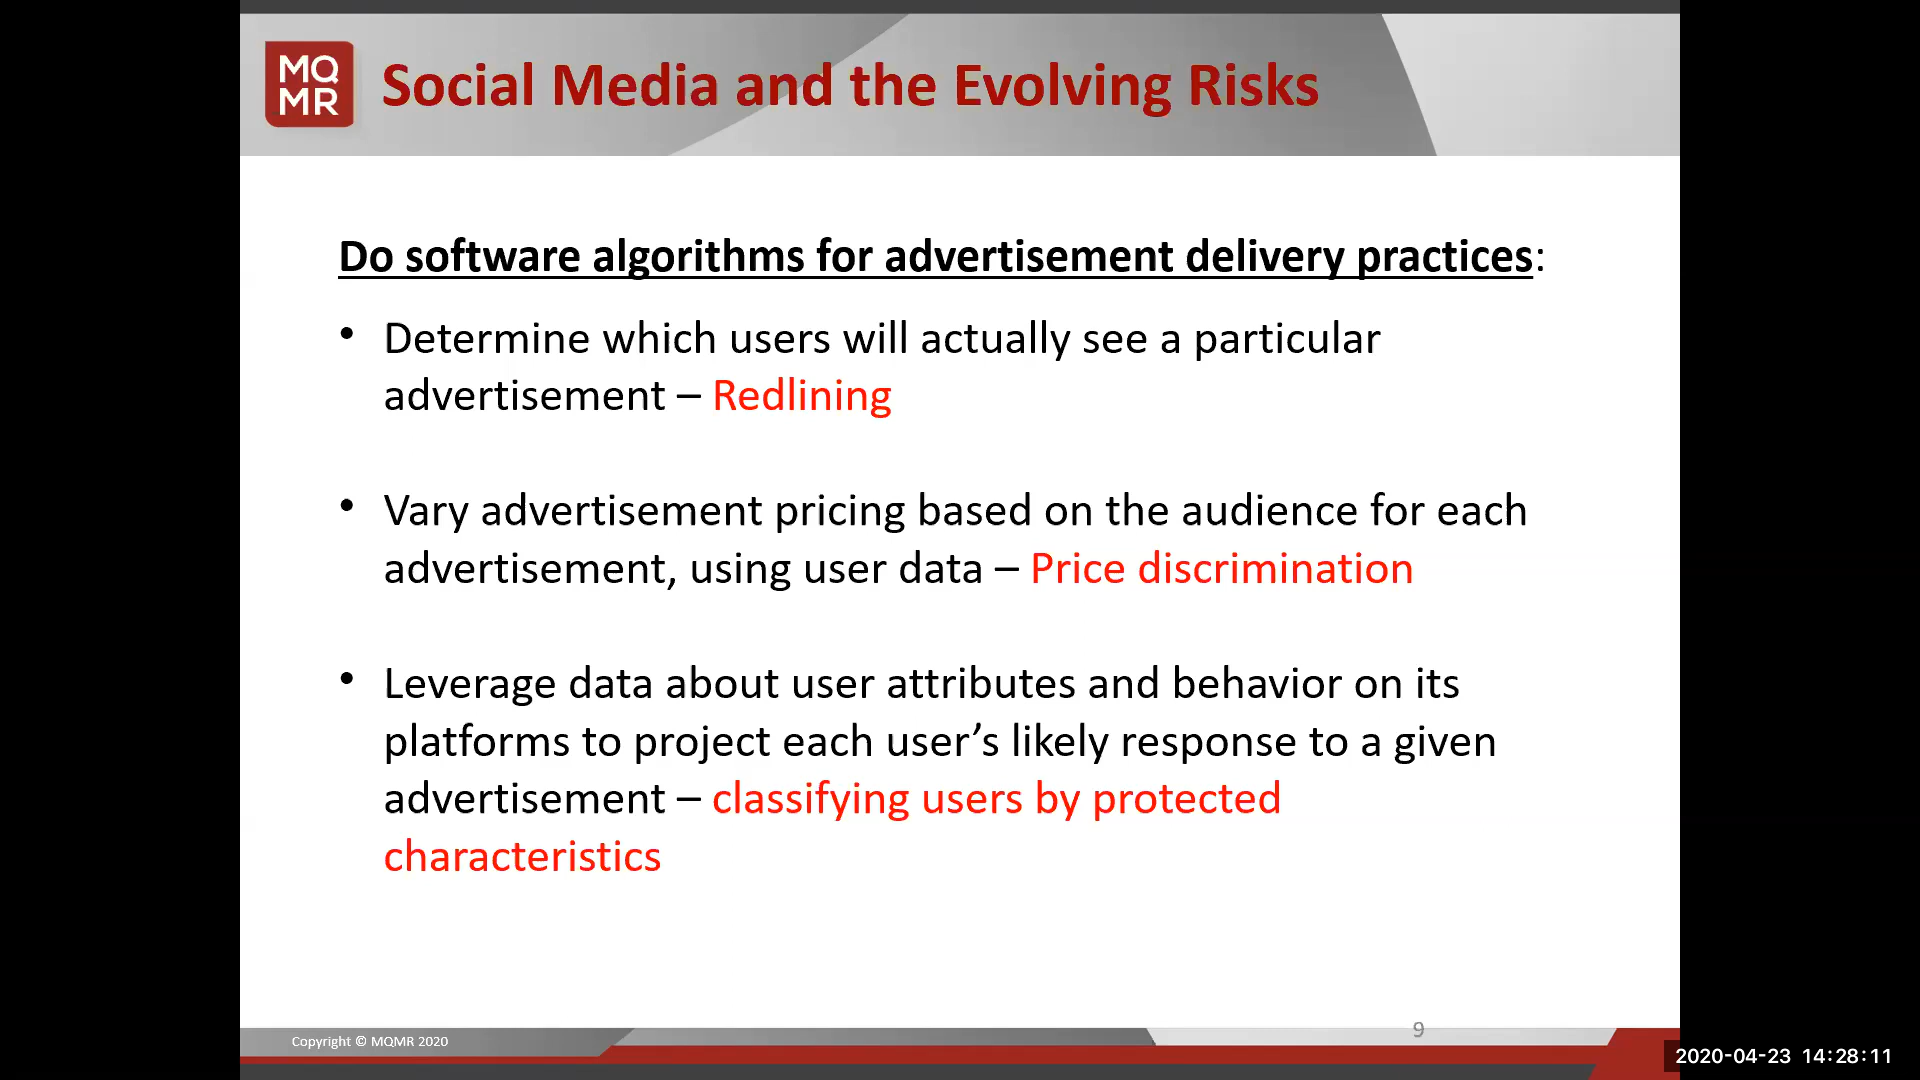 MQ
MR
Social Media and the Evolving Risks
Do software algorithms for advertisement delivery practices:
• Determine which users will actually see a particular
advertisement – Redlining
• Vary advertisement pricing based on the audience for each
advertisement, using user data – Price discrimination
• Leverage data about user attributes and behavior on its
platforms to project each user’s likely response to a given
advertisement – classifying users by protected
characteristics
Copyright © MQMR 2020
9
2020-04-23 14:28:11